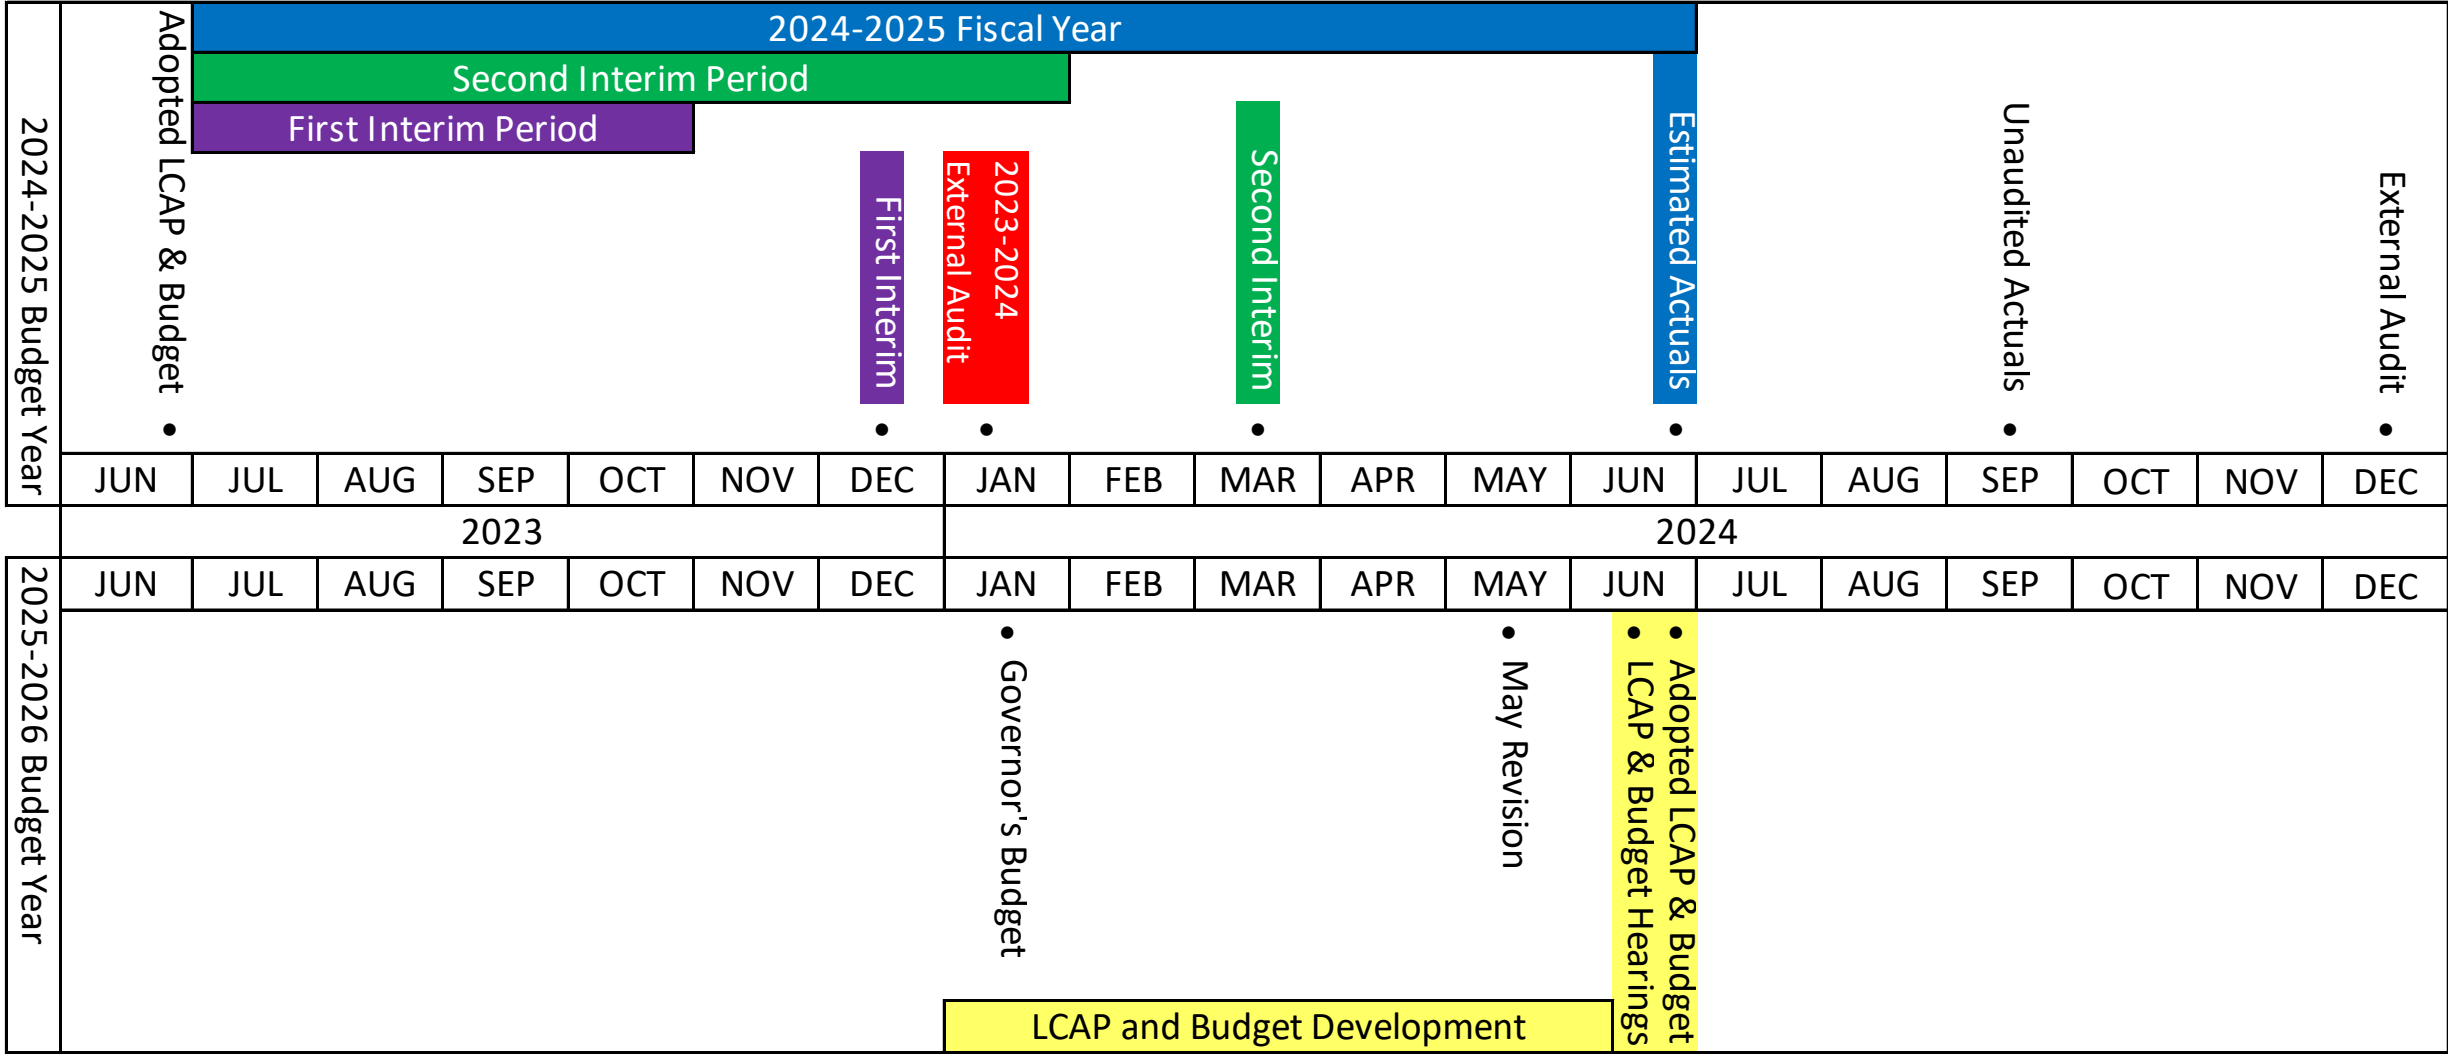 2024-2025 Budget Year
Adopted LCAP & Budget
2024-2025 Fiscal Year
Second Interim Period
First Interim Period
First Interim
2023-2024
External Audit
Second Interim
Estimated Actuals
Unaudited Actuals
External Audit
JUN JUL AUG SEP OCT NOV DEC JAN FEB MAR APR MAY JUN JUL AUG SEP OCT NOV DEC
2023 2024
JUN JUL AUG SEP OCT NOV DEC JAN FEB MAR APR MAY JUN JUL AUG SEP OCT NOV DEC
2025-2026 Budget Year
Governor's Budget
May Revision
LCAP & Budget Hearings
Adopted LCAP & Budget
LCAP and Budget Development